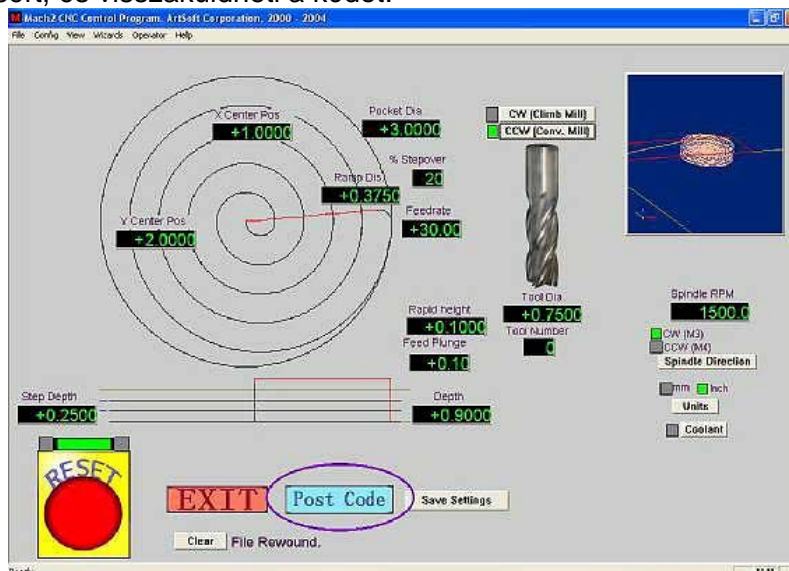 Mach2 CNC Control Program. ArtSoft Corporation, 2000 - 2004
File Config View Wizards Operator Help
X Center Pos
+1.0000
Pocket Dia
+3.0000
CW (Climb Mill)
CCW (Conv. Mill)
% Stepover
20
Ramp Dis
+0.3750
Y Center Pos
+2.0000
Feedrate
+30.00
Rapid height
+0.1000
Feed Plunge
+0.10
Tool Dia
+0.7500
Tool Number
0
Spindle RPM
1500.0
CW (M3)
CCW (M4)
Spindle Direction
mm Inch
Units
Coolant
Step Depth
+0.2500
Depth
+0.9000
RESET
EXIT Post Code Save Settings
Clear File Rewound.